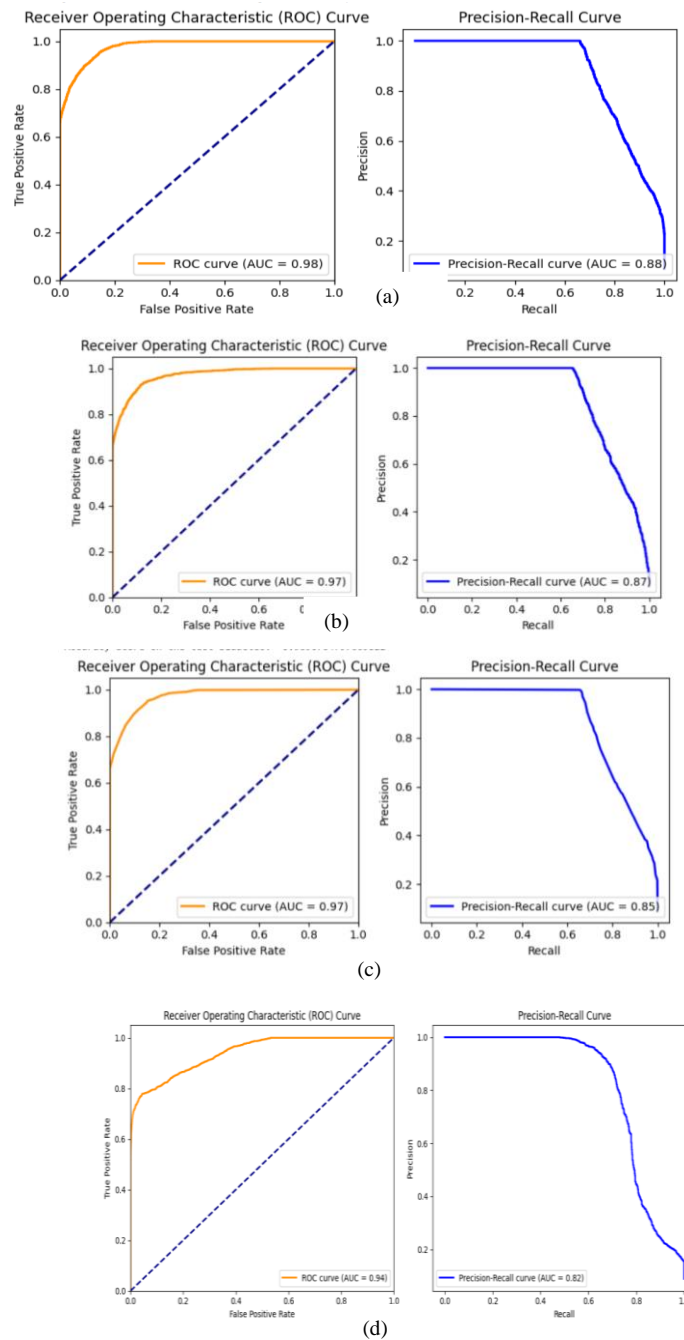 Receiver Operating Characteristic (ROC) Curve
1.0
0.8
0.6
0.4
0.2
0.0
True Positive Rate
ROC curve (AUC = 0.98)
0.0 0.2 0.4 0.6 0.8 1.0
False Positive Rate
Precision-Recall Curve
1.0
0.8
0.6
0.4
0.2
Precision
Precision-Recall curve (AUC = 0.88)
0.2 0.4 0.6 0.8 1.0
Recall
(a)
Receiver Operating Characteristic (ROC) Curve
1.0
0.8
0.6
0.4
0.2
0.0
True Positive Rate
ROC curve (AUC = 0.97)
0.0 0.2 0.4 0.6
False Positive Rate
Precision-Recall Curve
1.0
0.8
0.6
0.4
0.2
Precision
Precision-Recall curve (AUC = 0.87)
0.0 0.2 0.4 0.6 0.8 1.0
Recall
(b)
Receiver Operating Characteristic (ROC) Curve
1.0
0.8
0.6
0.4
0.2
0.0
True Positive Rate
ROC curve (AUC = 0.97)
0.0 0.2 0.4 0.6 0.8 1.0
False Positive Rate
Precision-Recall Curve
1.0
0.8
0.6
0.4
0.2
Precision
Precision-Recall curve (AUC = 0.85)
0.0 0.2 0.4 0.6 0.8 1.0
Recall
(c)
Receiver Operating Characteristic (ROC) Curve
1.0
0.8
0.6
0.4
0.2
0.0
True Positive Rate
ROC curve (AUC = 0.94)
0.0 0.2 0.4 0.6 0.8 1.0
False Positive Rate
Precision-Recall Curve
1.0
0.8
0.6
0.4
0.2
Precision
Precision-Recall curve (AUC = 0.82)
0.0 0.2 0.4 0.6 0.8
Recall
(d)